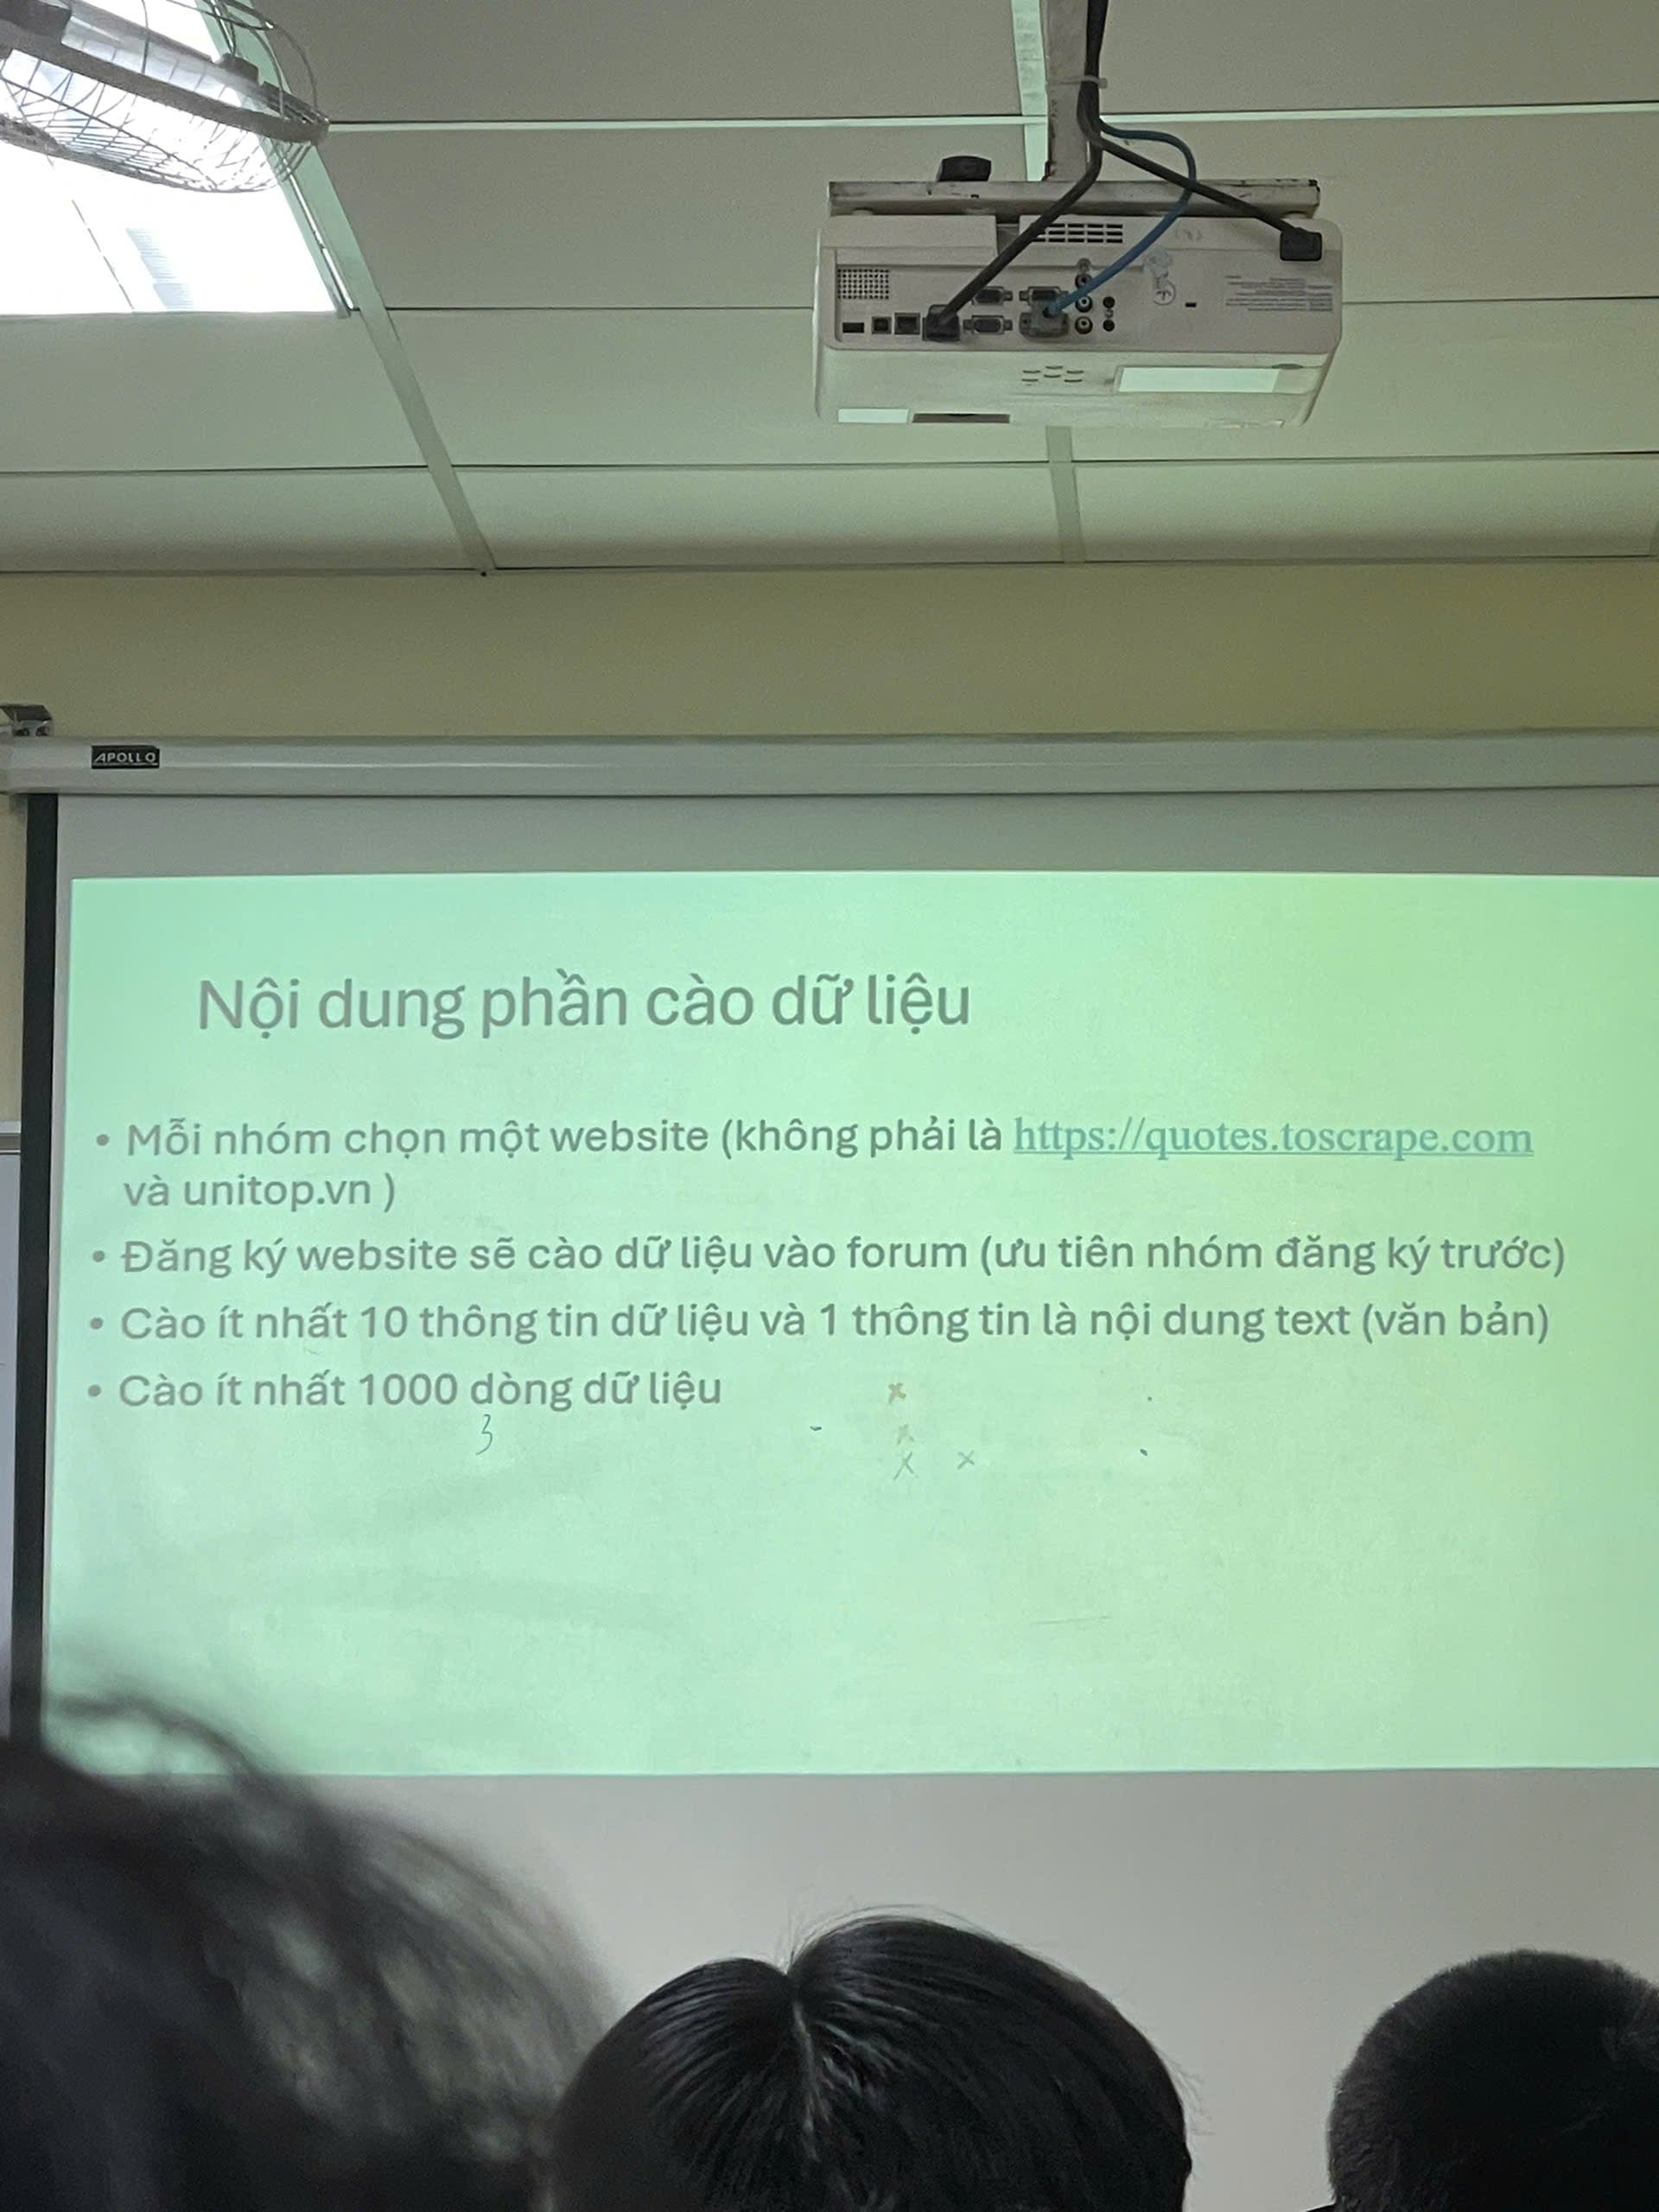 APOLLO
Nội dung phần cào dữ liệu
• Mỗi nhóm chọn một website (không phải là https://quotes.toscrape.com
và unitop.vn )
• Đăng ký website sẽ cào dữ liệu vào forum (ưu tiên nhóm đăng ký trước)
• Cào ít nhất 10 thông tin dữ liệu và 1 thông tin là nội dung text (văn bản)
• Cào ít nhất 1000 dòng dữ liệu
3